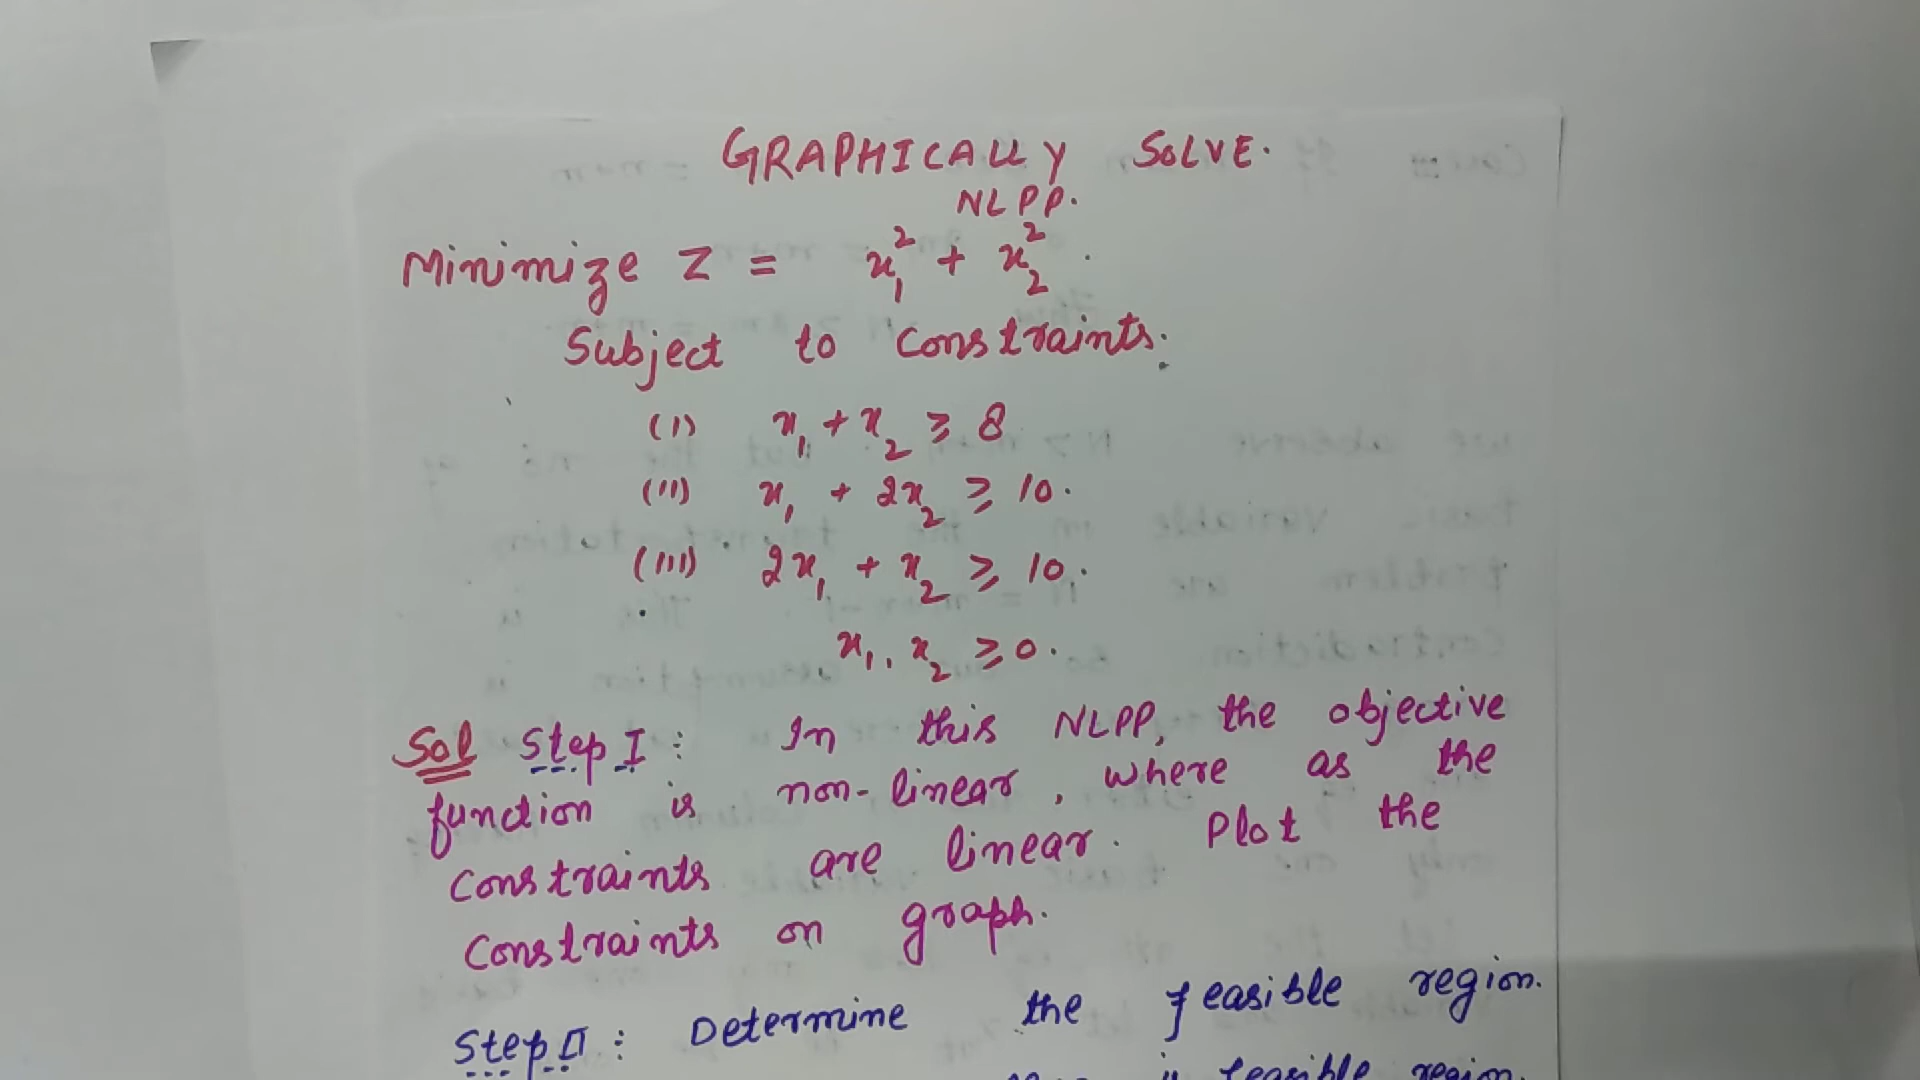 GRAPHICALLY SOLVE.
NLPP.
Minimize Z = x₁² + x₂².
Subject to Constraints.
(I) x₁ + x₂ ≥ 8
(II) x₁ + 2x₂ ≥ 10.
(III) 2x₁ + x₂ ≥ 10.
x₁, x₂ ≥ 0.
Sol Step I : In this NLPP, the objective
function is non-linear, where as the
Constraints are linear. Plot the
Constraints on graph.
Step II : Determine the feasible region.
feasible region.